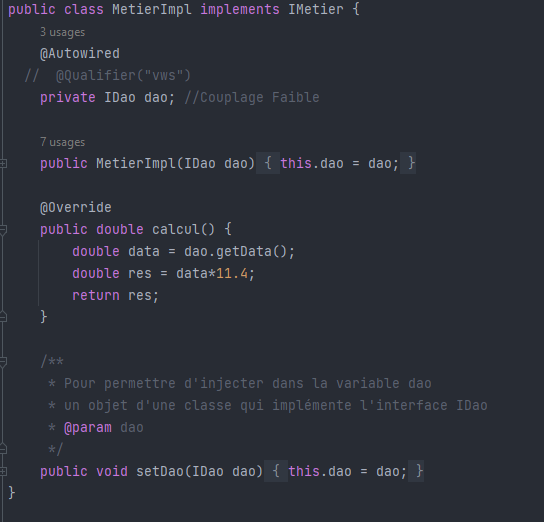 public class MetierImpl implements IMetier {
3 usages
@Autowired
//  @Qualifier("vws")
private IDao dao; //Couplage Faible
7 usages
public MetierImpl(IDao dao) { this.dao = dao; }
@Override
public double calcul() {
double data = dao.getData();
double res = data*11.4;
return res;
}
/**
* Pour permettre d'injecter dans la variable dao
* un objet d'une classe qui implémente l'interface IDao
* @param dao
*/
public void setDao(IDao dao) { this.dao = dao; }
}